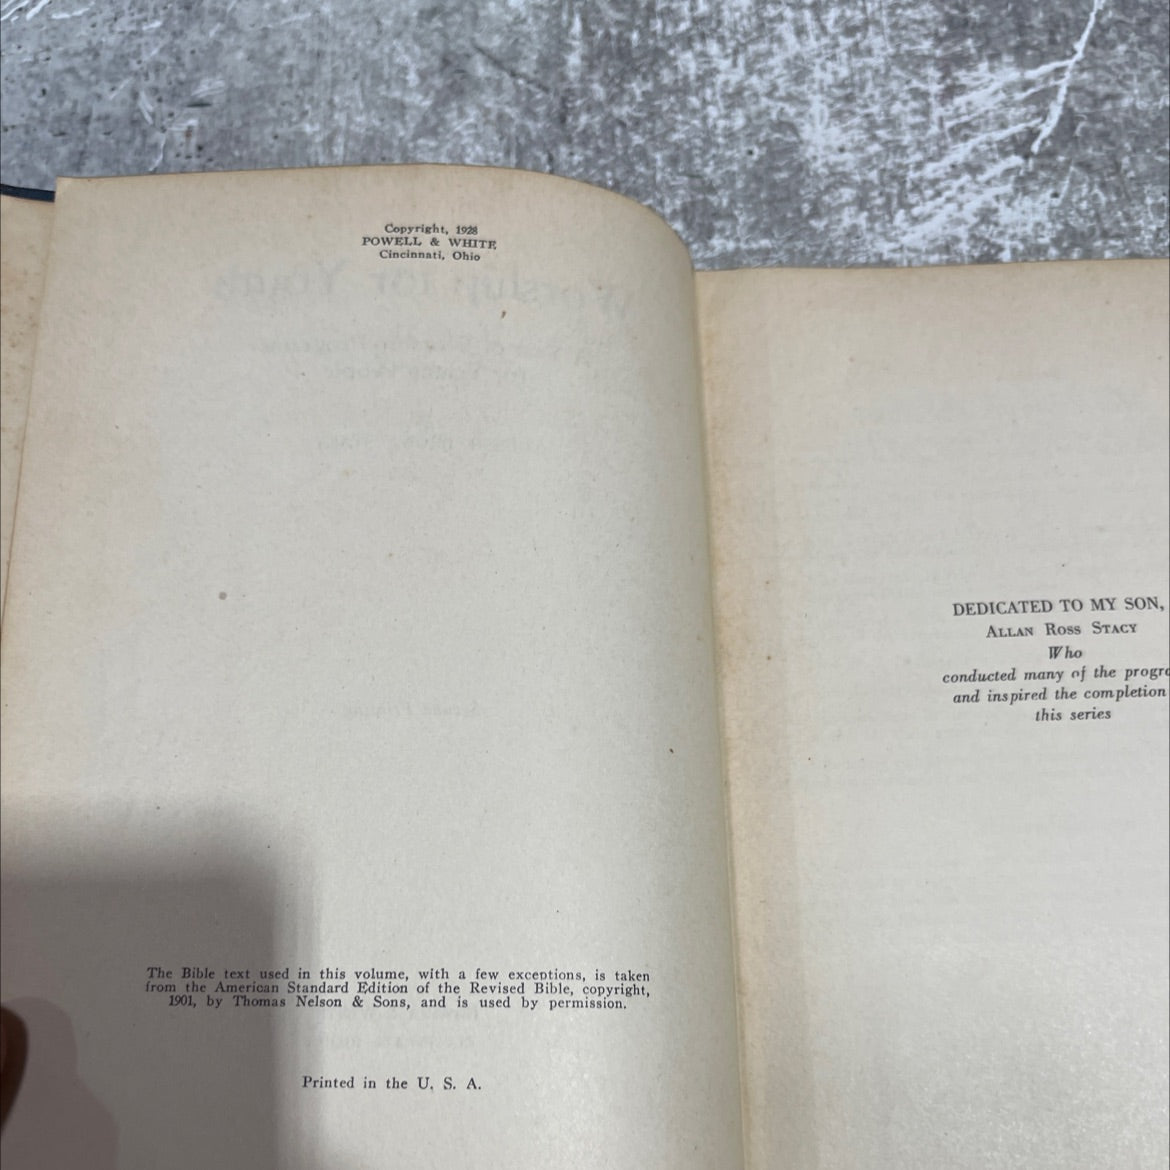 Copyright, 1928
POWELL & WHITE
Cincinnati, Ohio
The Bible text used in this volume, with a few exceptions, is taken
from the American Standard Edition of the Revised Bible, copyright,
1901, by Thomas Nelson & Sons, and is used by permission.
Printed in the U. S. A.
DEDICATED TO MY SON,
ALLAN ROSS STACY
Who
conducted many of the progra
and inspired the completion
this series